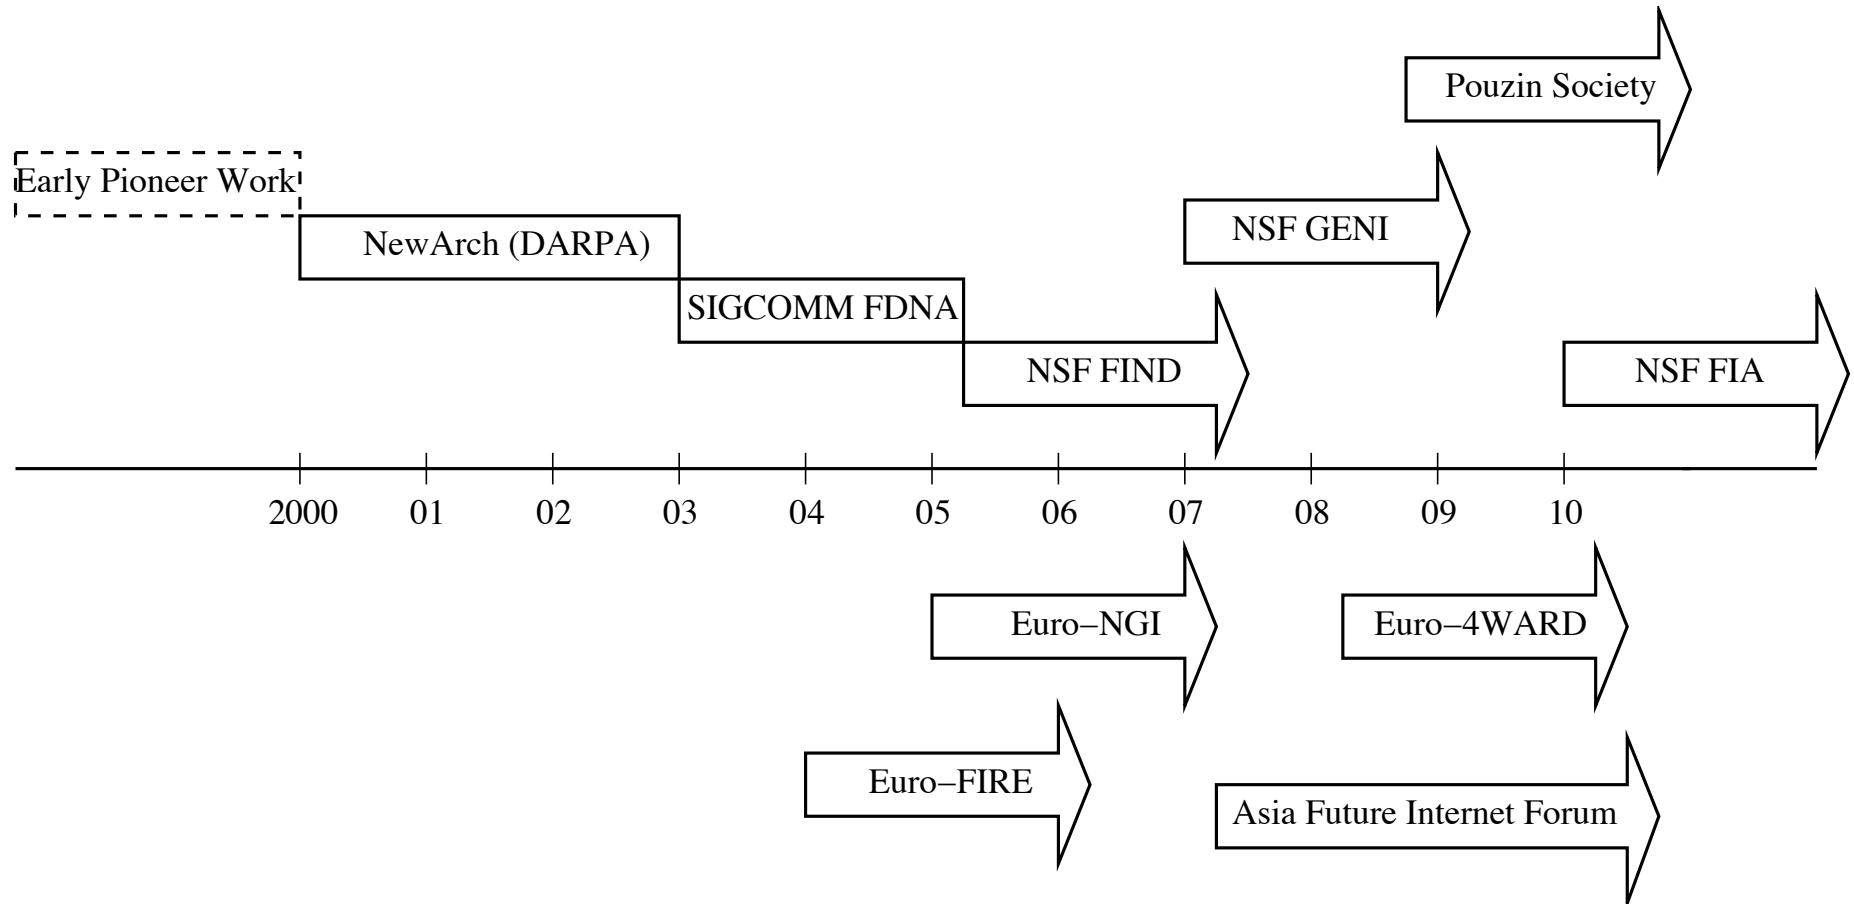 Pouzin Society
Early Pioneer Work
NSF GENI
NewArch (DARPA)
SIGCOMM FDNA
NSF FIND
NSF FIA
2000 01 02 03 04 05 06 07 08 09 10
Euro−NGI
Euro−4WARD
Euro−FIRE
Asia Future Internet Forum